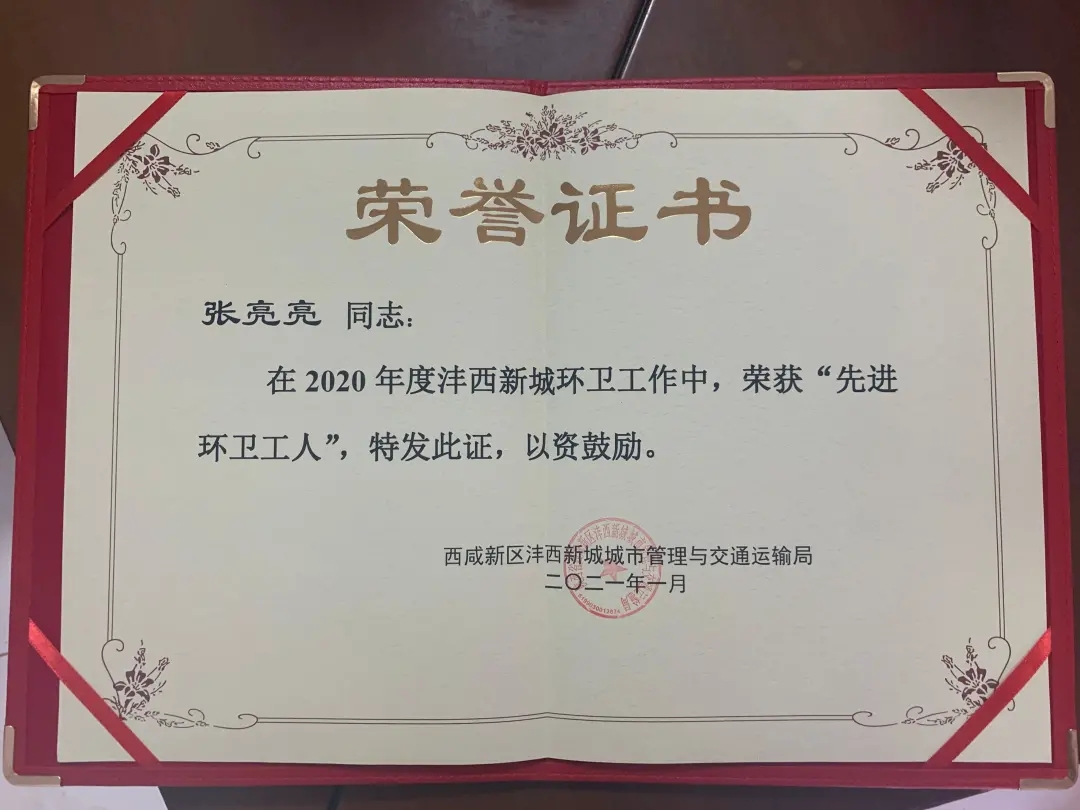 荣誉证书
张亮亮 同志：
在 2020 年度沣西新城环卫工作中，荣获“先进
环卫工人”，特发此证，以资鼓励。
西咸新区沣西新城城市管理与交通运输局
二〇二一年一月